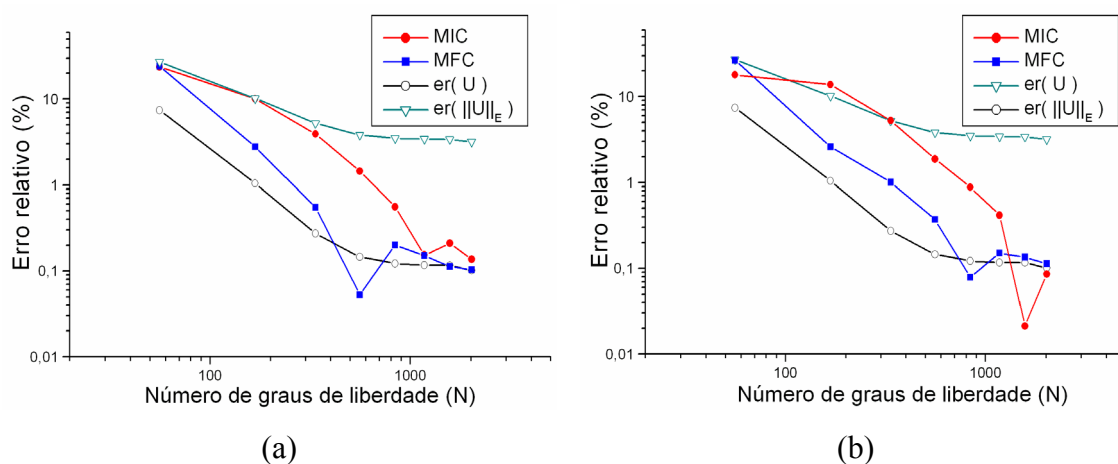 MIC
MFC
er( U )
er( ||U||E )
10
1
0,1
0,01
Erro relativo (%)
100
1000
Número de graus de liberdade (N)
(a)
MIC
MFC
er( U )
er( ||U||E )
10
1
0,1
0,01
Erro relativo (%)
100
1000
Número de graus de liberdade (N)
(b)